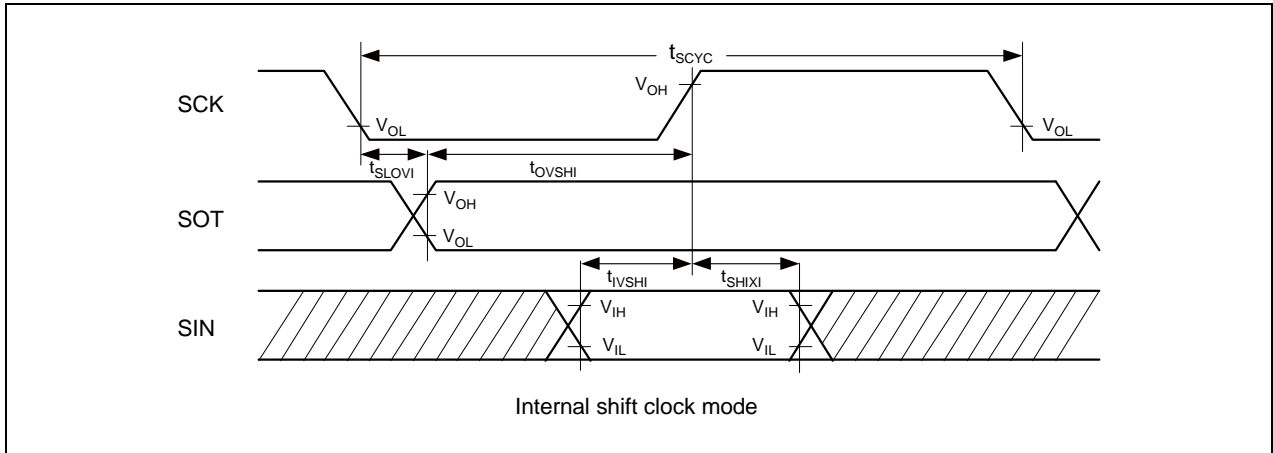 tSCYC
VOH
SCK
VOL VOL
tSLOVI tOVSHI
VOH
SOT
VOL
tIVSHI tSHIXI
VIH VIH
SIN
VIL VIL
Internal shift clock mode